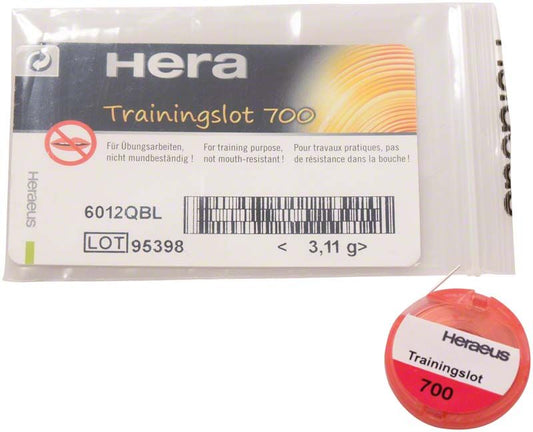 Hera
Trainingslot 700
Für Übungsarbeiten,
nicht mundbeständig !
For training purpose,
not mouth-resistant !
Pour travaux pratiques, pas
de résistance dans la bouche !
Heraeus
6012QBL
LOT 95398
< 3,11 g>
Heraeus
Trainingslot
700